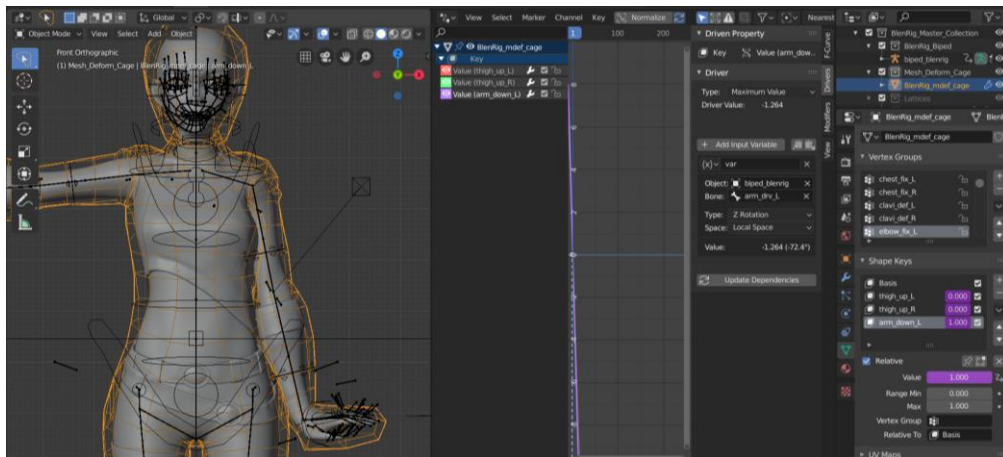 Global
Object Mode
View
Select
Add
Object
Front Orthographic
(1) Mesh_Deform_Cage | BlenRig_mdef_cage
View
Select
Marker
Channel
Key
Normalize
BlenRig_mdef_cage
Key
Value (thigh_up_L)
Value (thigh_up_R)
Value (arm_down_L)
1
100
200
Nearest
Driven Property
Key
Value (arm_dow...
Driver
Type:
Maximum Value
Driver Value:
-1.264
Add Input Variable
(x)
var
Object:
biped_blenrig
Bone:
arm_drv_L
Type:
Z Rotation
Space:
Local Space
Value:
-1.264 (-72.4°)
Update Dependencies
F-Curve
Drivers
Modifiers
View
BlenRig_Master_Collection
BlenRig_Biped
biped_blenrig
Mesh_Deform_Cage
BlenRig_mdef_cage
Lattices
BlenRig_mdef_cage
BlenRig_mdef_cage
Vertex Groups
chest_fix_L
chest_fix_R
clavi_def_L
clavi_def_R
elbow_fix_L
Shape Keys
Basis
thigh_up_L
0.000
thigh_up_R
0.000
arm_down_L
1.000
Relative
Value
1.000
Range Min
0.000
Max
1.000
Vertex Group
Relative To
Basis
UV Maps